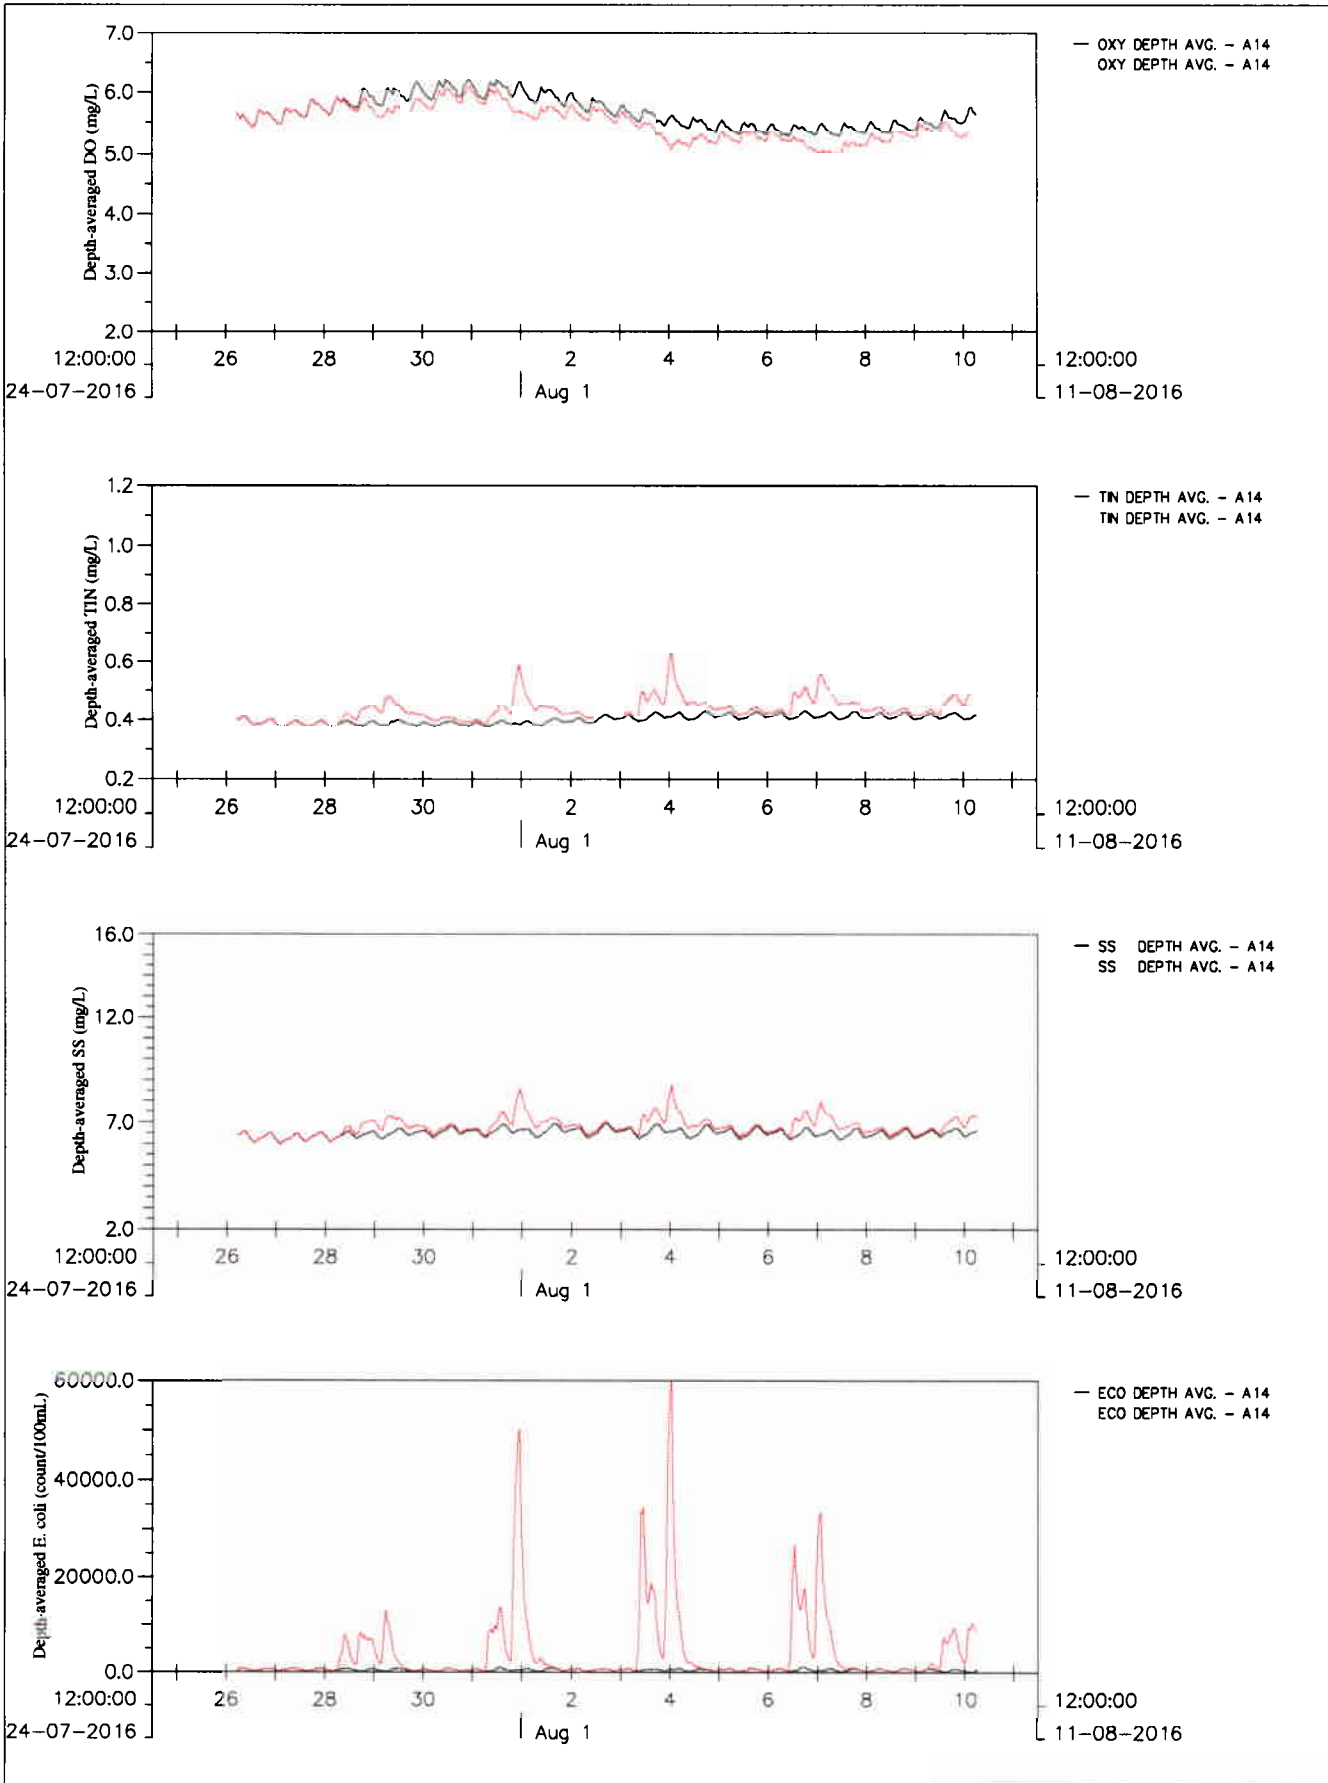 7.0
6.0
5.0
4.0
3.0
2.0
Depth-averaged DO (mg/L)
— OXY DEPTH AVG. – A14
OXY DEPTH AVG. – A14
26 28 30 2 4 6 8 10
12:00:00 12:00:00
24-07-2016 Aug 1 11-08-2016
1.2
1.0
0.8
0.6
0.4
0.2
Depth-averaged TIN (mg/L)
— TIN DEPTH AVG. – A14
TIN DEPTH AVG. – A14
26 28 30 2 4 6 8 10
12:00:00 12:00:00
24-07-2016 Aug 1 11-08-2016
16.0
12.0
7.0
2.0
Depth-averaged SS (mg/L)
— SS DEPTH AVG. – A14
SS DEPTH AVG. – A14
26 28 30 2 4 6 8 10
12:00:00 12:00:00
24-07-2016 Aug 1 11-08-2016
60000.0
40000.0
20000.0
0.0
Depth-averaged E. coli (count/100mL)
— ECO DEPTH AVG. – A14
ECO DEPTH AVG. – A14
26 28 30 2 4 6 8 10
12:00:00 12:00:00
24-07-2016 Aug 1 11-08-2016